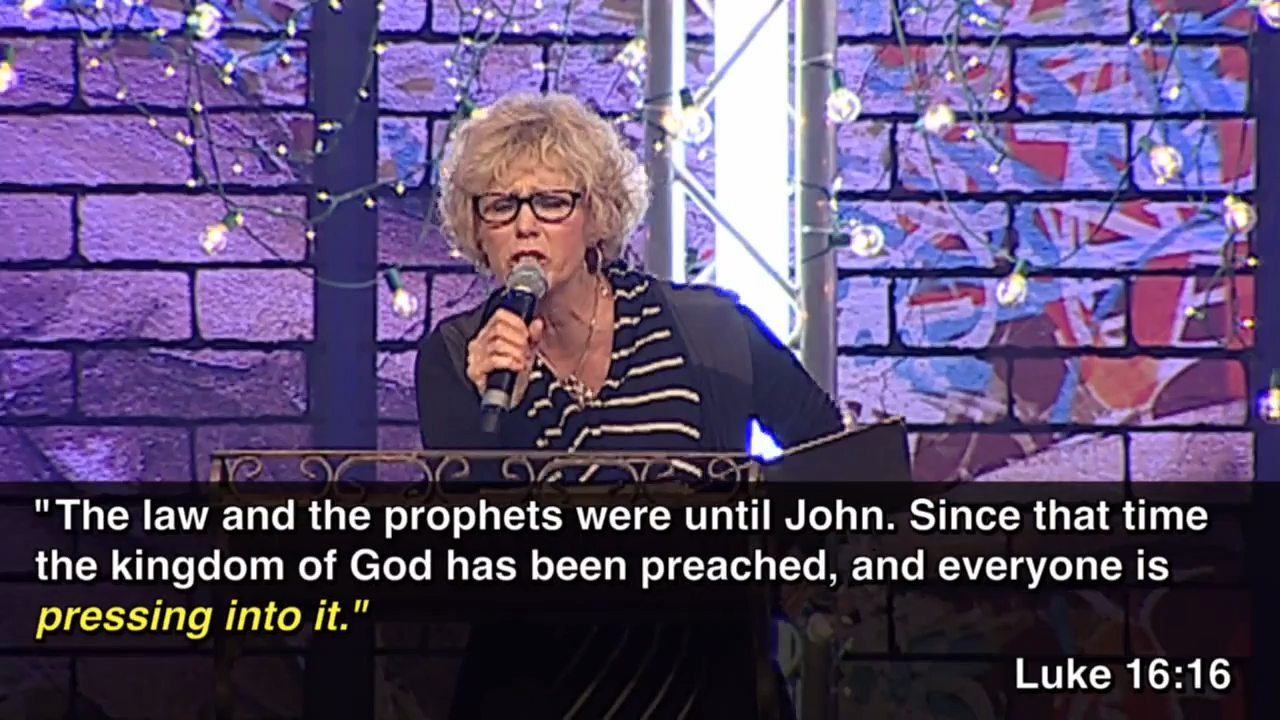 "The law and the prophets were until John. Since that time
the kingdom of God has been preached, and everyone is
pressing into it."
Luke 16:16